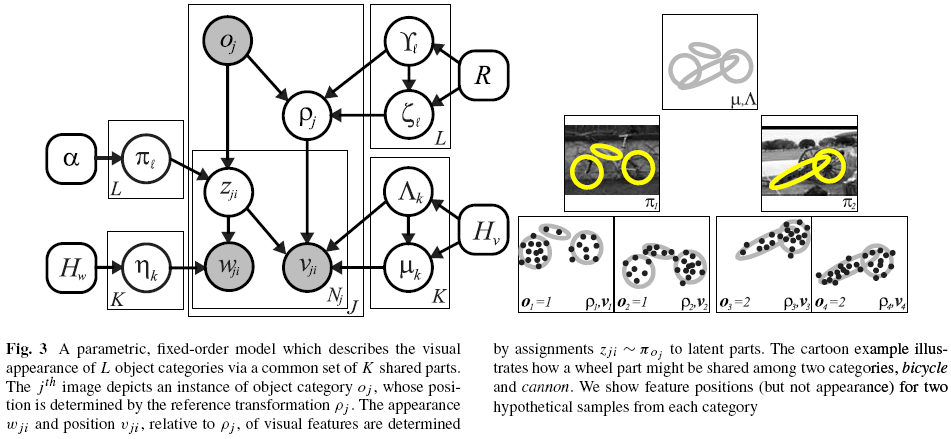 o_j
ϒ_ℓ
R
ρ_j
ζ_ℓ
L
α
π_ℓ
L
z_ji
Λ_k
H_v
H_w
η_k
K
w_ji
v_ji
N_j
J
μ_k
K
μ,Λ
π_1
π_2
o_1=1 ρ_1,v_1
o_2=1 ρ_2,v_2
o_3=2 ρ_3,v_3
o_4=2 ρ_4,v_4
Fig. 3 A parametric, fixed-order model which describes the visual
appearance of L object categories via a common set of K shared parts.
The j^th image depicts an instance of object category o_j, whose posi-
tion is determined by the reference transformation ρ_j. The appearance
w_ji and position v_ji, relative to ρ_j, of visual features are determined
by assignments z_ji ∼ π_{o_j} to latent parts. The cartoon example illus-
trates how a wheel part might be shared among two categories, bicycle
and cannon. We show feature positions (but not appearance) for two
hypothetical samples from each category